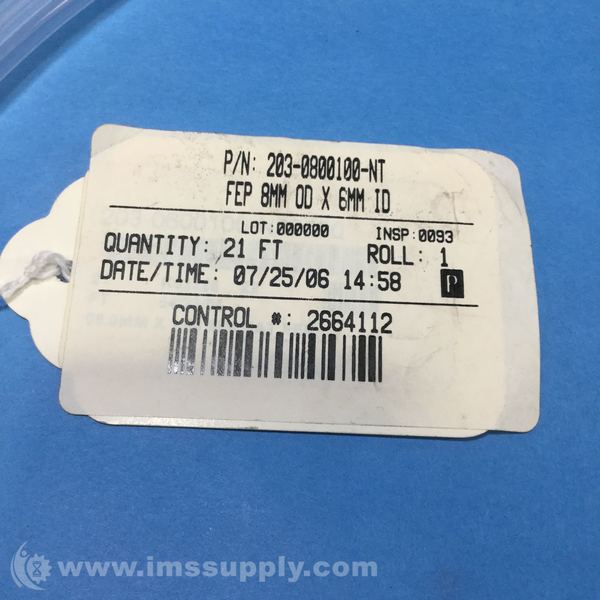 P/N: 203-0800100-NT
FEP 8MM OD X 6MM ID
LOT:000000 INSP:0093
QUANTITY: 21 FT ROLL: 1
DATE/TIME: 07/25/06 14:58 P
CONTROL #: 2664112
www.imssupply.com